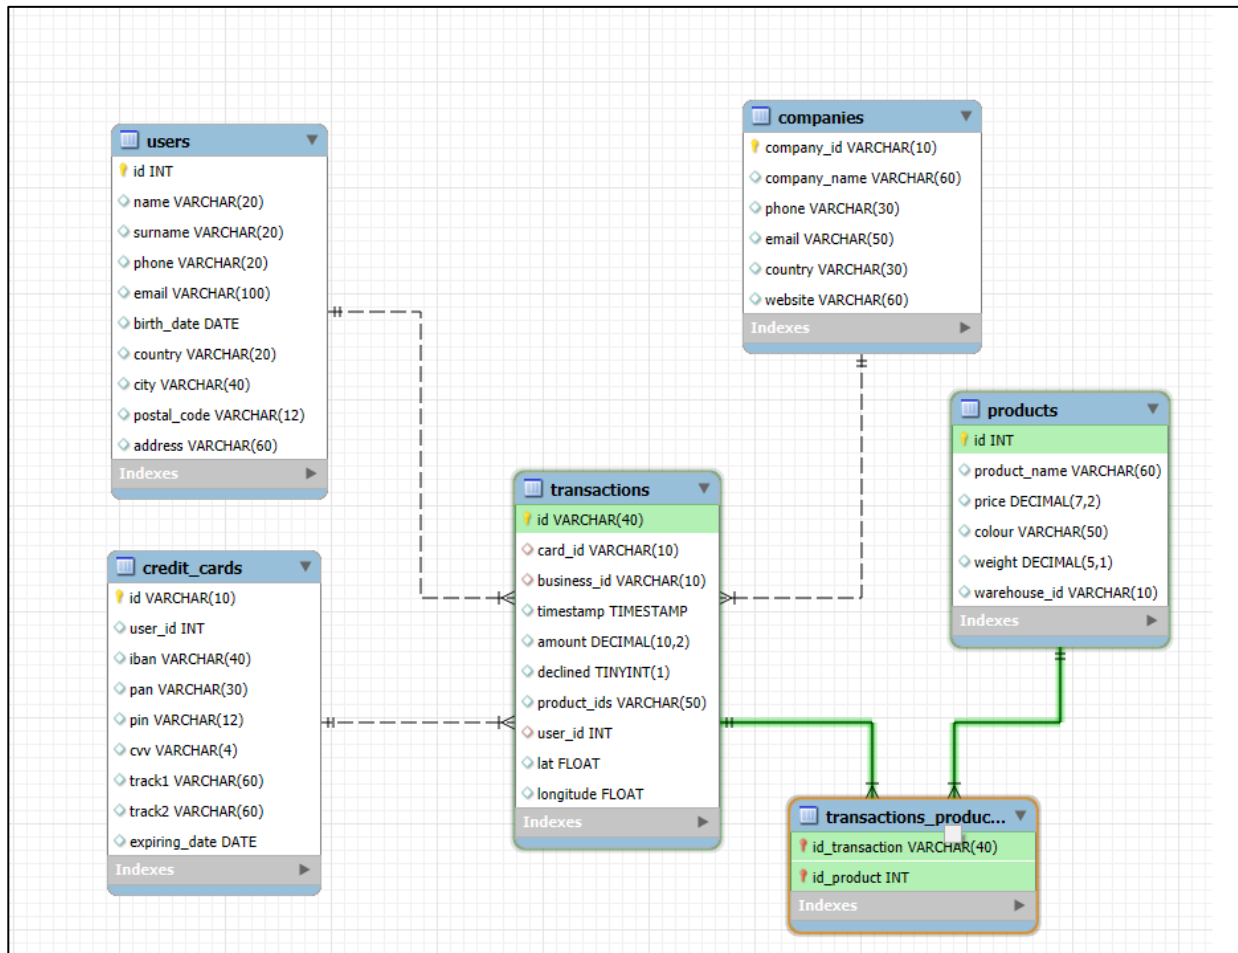 users
id INT
name VARCHAR(20)
surname VARCHAR(20)
phone VARCHAR(20)
email VARCHAR(100)
birth_date DATE
country VARCHAR(20)
city VARCHAR(40)
postal_code VARCHAR(12)
address VARCHAR(60)
Indexes
companies
company_id VARCHAR(10)
company_name VARCHAR(60)
phone VARCHAR(30)
email VARCHAR(50)
country VARCHAR(30)
website VARCHAR(60)
Indexes
products
id INT
product_name VARCHAR(60)
price DECIMAL(7,2)
colour VARCHAR(50)
weight DECIMAL(5,1)
warehouse_id VARCHAR(10)
Indexes
transactions
id VARCHAR(40)
card_id VARCHAR(10)
business_id VARCHAR(10)
timestamp TIMESTAMP
amount DECIMAL(10,2)
declined TINYINT(1)
product_ids VARCHAR(50)
user_id INT
lat FLOAT
longitude FLOAT
Indexes
credit_cards
id VARCHAR(10)
user_id INT
iban VARCHAR(40)
pan VARCHAR(30)
pin VARCHAR(12)
cvv VARCHAR(4)
track1 VARCHAR(60)
track2 VARCHAR(60)
expiring_date DATE
Indexes
transactions_produc...
id_transaction VARCHAR(40)
id_product INT
Indexes